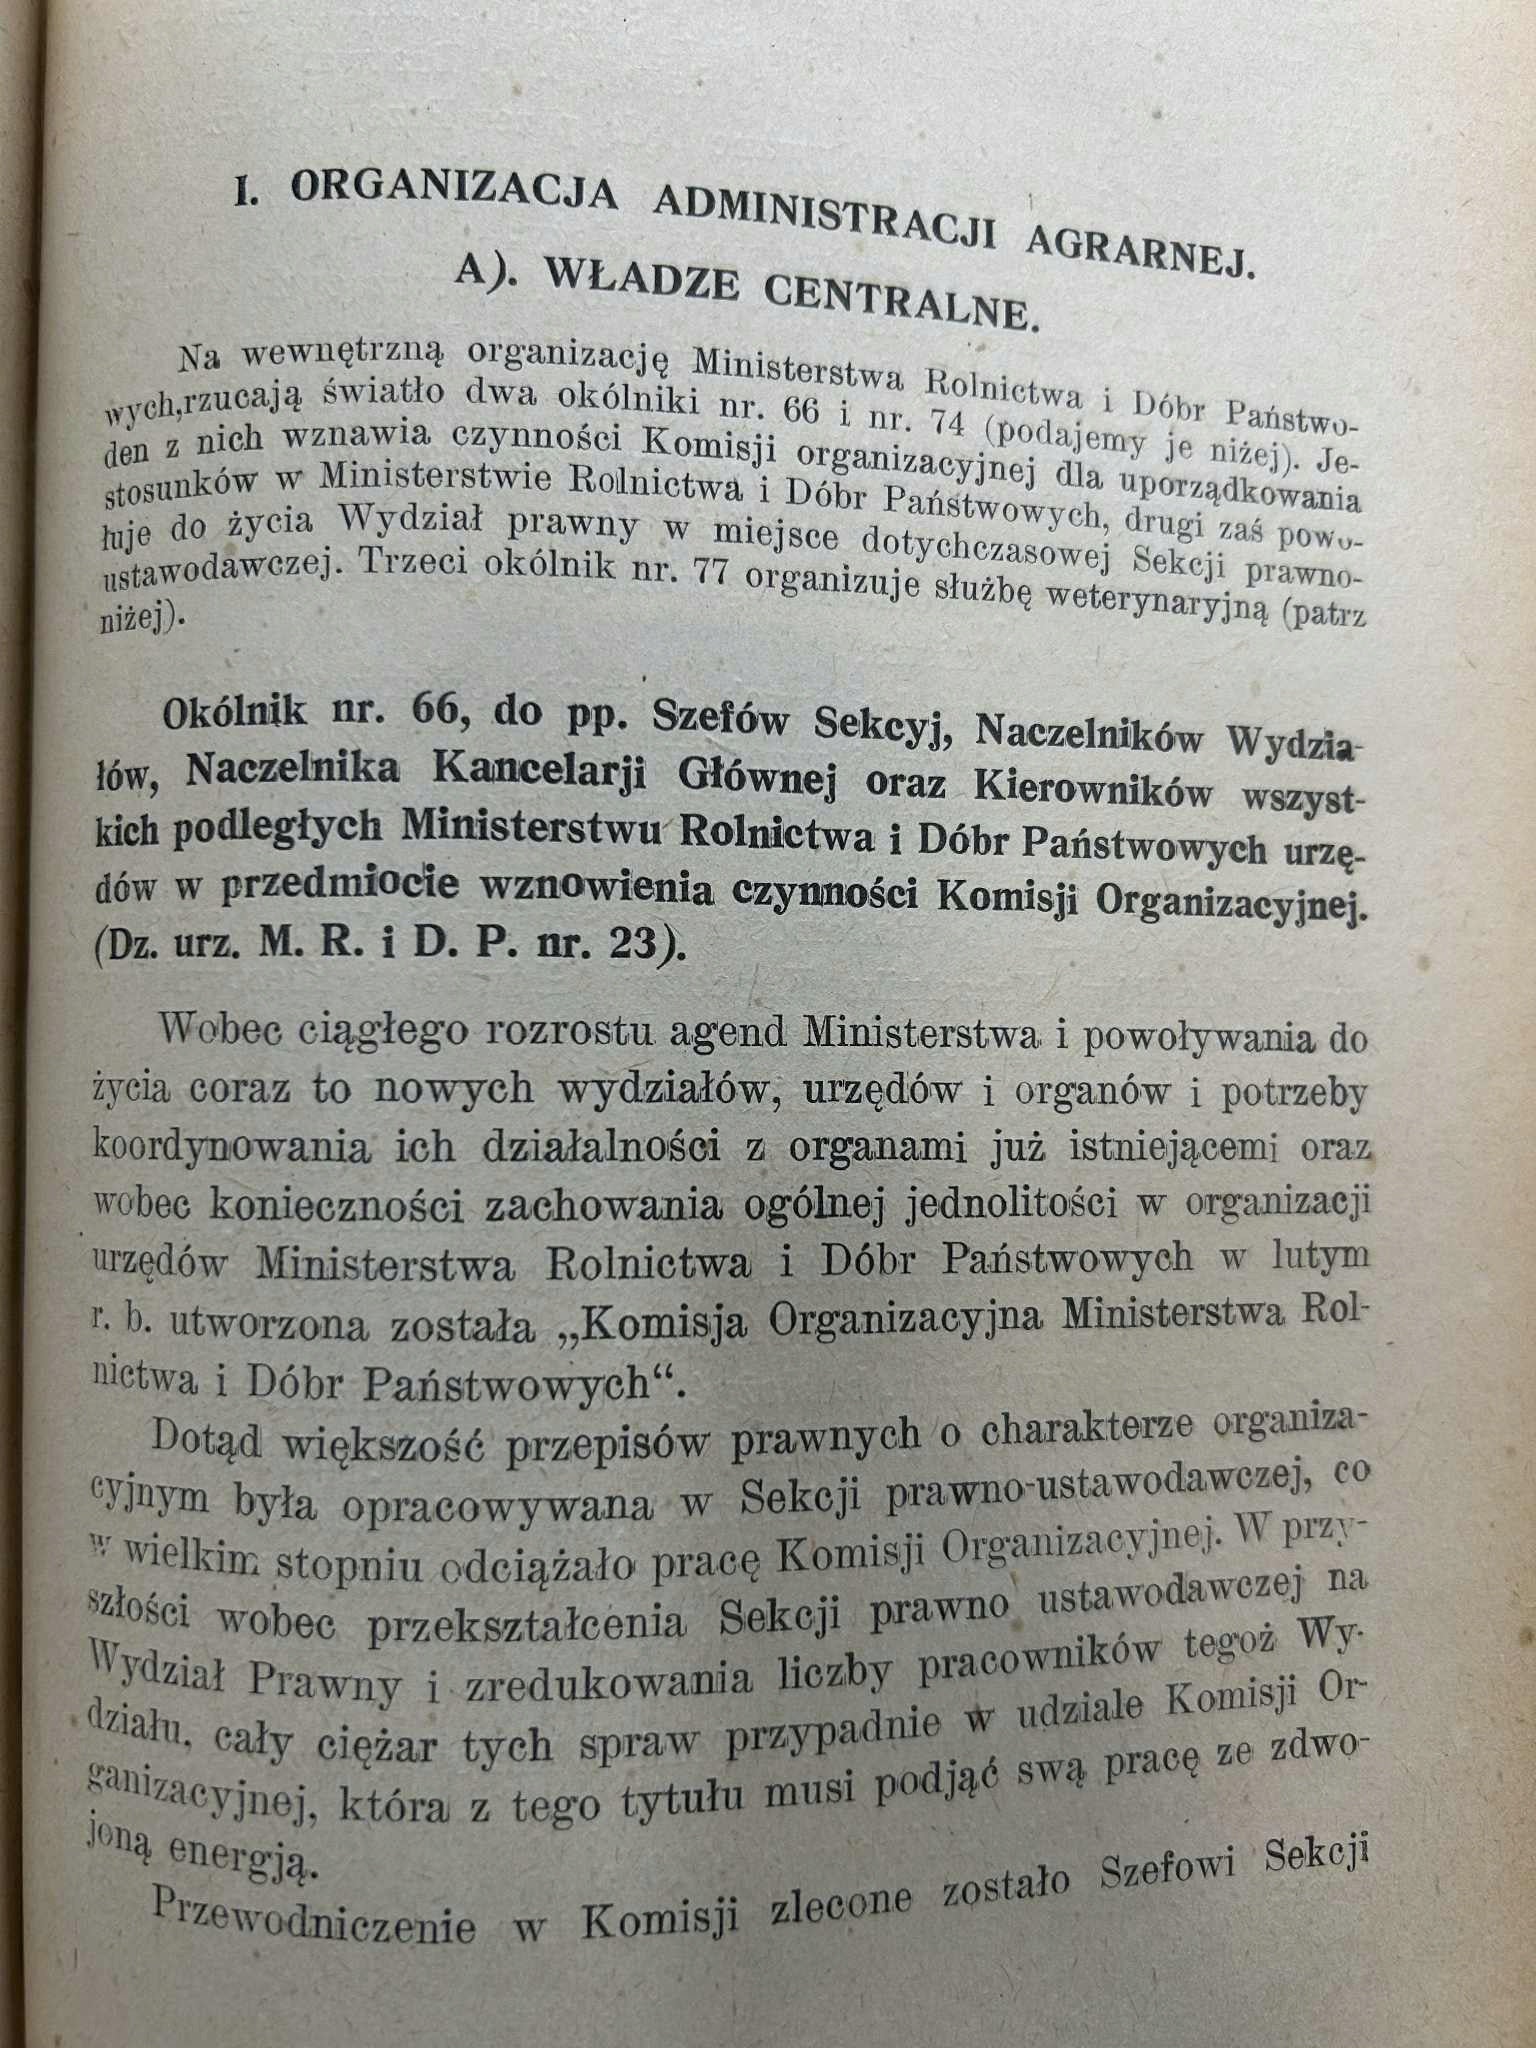 I. ORGANIZACJA ADMINISTRACJI AGRARNEJ.
A). WŁADZE CENTRALNE.
Na wewnętrzną organizację Ministerstwa Rolnictwa i Dóbr Państwo-
wych,rzucają światło dwa okólniki nr. 66 i nr. 74 (podajemy je niżej). Je-
den z nich wznawia czynności Komisji organizacyjnej dla uporządkowania
stosunków w Ministerstwie Rolnictwa i Dóbr Państwowych, drugi zaś powo-
łuje do życia Wydział prawny w miejsce dotychczasowej Sekcji prawno-
ustawodawczej. Trzeci okólnik nr. 77 organizuje służbę weterynaryjną (patrz
niżej).
Okólnik nr. 66, do pp. Szefów Sekcyj, Naczelników Wydzia-
łów, Naczelnika Kancelarji Głównej oraz Kierowników wszyst-
kich podległych Ministerstwu Rolnictwa i Dóbr Państwowych urzę-
dów w przedmiocie wznowienia czynności Komisji Organizacyjnej.
(Dz. urz. M. R. i D. P. nr. 23).
Wobec ciągłego rozrostu agend Ministerstwa i powoływania do
życia coraz to nowych wydziałów, urzędów i organów i potrzeby
koordynowania ich działalności z organami już istniejącemi oraz
wobec konieczności zachowania ogólnej jednolitości w organizacji
urzędów Ministerstwa Rolnictwa i Dóbr Państwowych w lutym
r. b. utworzona została „Komisja Organizacyjna Ministerstwa Rol-
nictwa i Dóbr Państwowych“.
Dotąd większość przepisów prawnych o charakterze organiza-
cyjnym była opracowywana w Sekcji prawno-ustawodawczej, co
w wielkim stopniu odciążało pracę Komisji Organizacyjnej. W przy-
szłości wobec przekształcenia Sekcji prawno ustawodawczej na
Wydział Prawny i zredukowania liczby pracowników tegoż Wy-
działu, cały ciężar tych spraw przypadnie w udziale Komisji Or-
ganizacyjnej, która z tego tytułu musi podjąć swą pracę ze zdwo-
joną energją.
Przewodniczenie w Komisji zlecone zostało Szefowi Sekcji